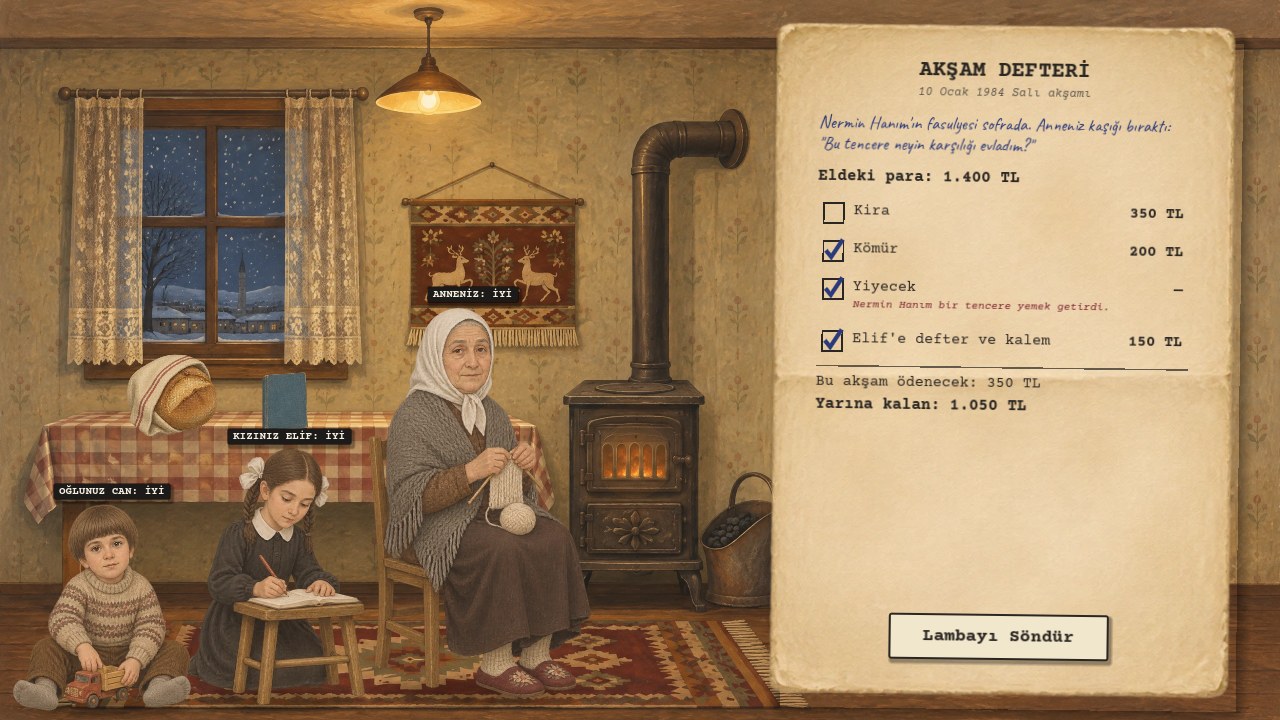 AKŞAM DEFTERİ
10 Ocak 1984 Salı akşamı
Nermin Hanım'ın fasulyesi sofrada. Anneniz kaşığı bıraktı:
"Bu tencere neyin karşılığı evladım?"
Eldeki para: 1.400 TL
Kira 350 TL
Kömür 200 TL
Yiyecek —
Nermin Hanım bir tencere yemek getirdi.
Elif'e defter ve kalem 150 TL
Bu akşam ödenecek: 350 TL
Yarına kalan: 1.050 TL
Lambayı Söndür
ANNENİZ: İYİ
KIZINIZ ELİF: İYİ
OĞLUNUZ CAN: İYİ